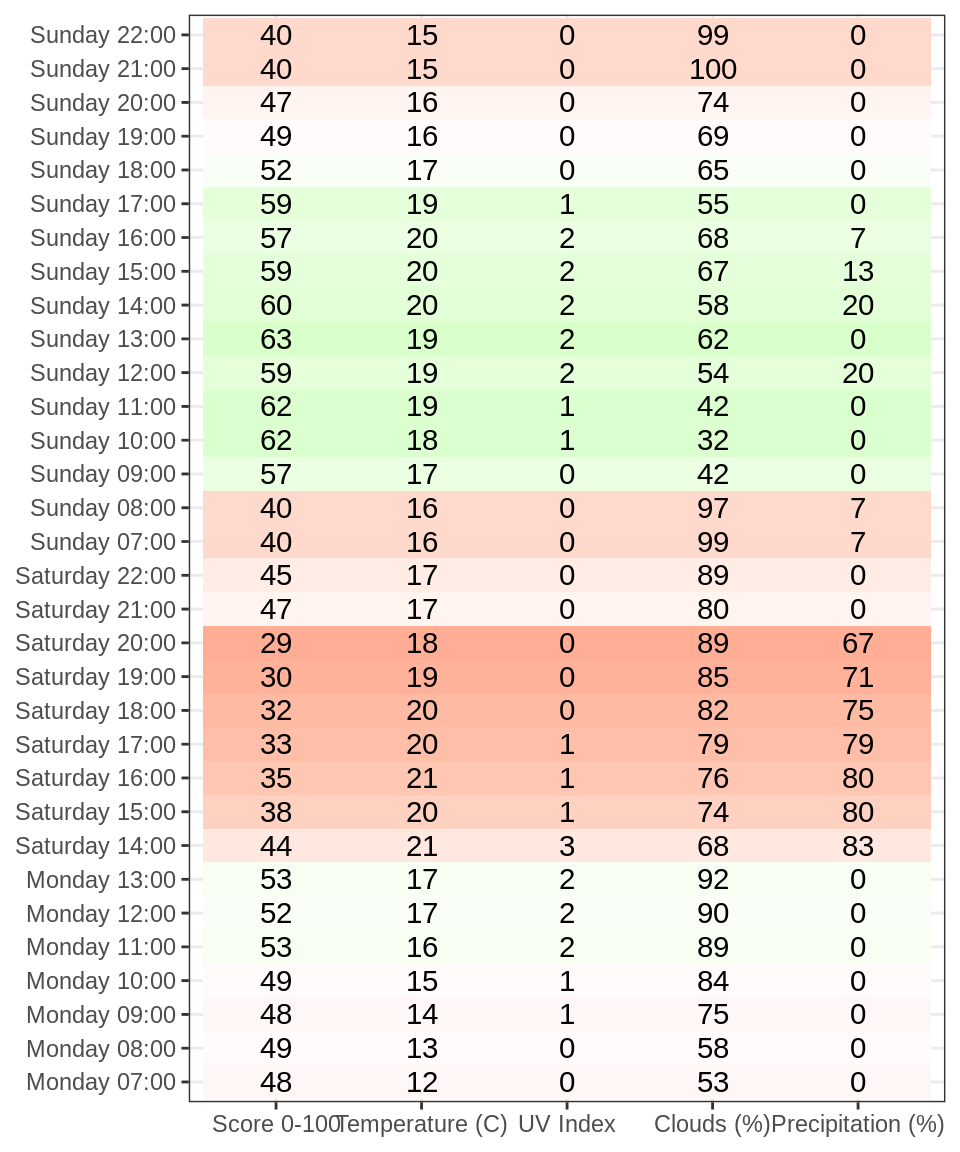 Sunday 22:00 40 15 0 99 0
Sunday 21:00 40 15 0 100 0
Sunday 20:00 47 16 0 74 0
Sunday 19:00 49 16 0 69 0
Sunday 18:00 52 17 0 65 0
Sunday 17:00 59 19 1 55 0
Sunday 16:00 57 20 2 68 7
Sunday 15:00 59 20 2 67 13
Sunday 14:00 60 20 2 58 20
Sunday 13:00 63 19 2 62 0
Sunday 12:00 59 19 2 54 20
Sunday 11:00 62 19 1 42 0
Sunday 10:00 62 18 1 32 0
Sunday 09:00 57 17 0 42 0
Sunday 08:00 40 16 0 97 7
Sunday 07:00 40 16 0 99 7
Saturday 22:00 45 17 0 89 0
Saturday 21:00 47 17 0 80 0
Saturday 20:00 29 18 0 89 67
Saturday 19:00 30 19 0 85 71
Saturday 18:00 32 20 0 82 75
Saturday 17:00 33 20 1 79 79
Saturday 16:00 35 21 1 76 80
Saturday 15:00 38 20 1 74 80
Saturday 14:00 44 21 3 68 83
Monday 13:00 53 17 2 92 0
Monday 12:00 52 17 2 90 0
Monday 11:00 53 16 2 89 0
Monday 10:00 49 15 1 84 0
Monday 09:00 48 14 1 75 0
Monday 08:00 49 13 0 58 0
Monday 07:00 48 12 0 53 0
Score 0-100 Temperature (C) UV Index Clouds (%) Precipitation (%)